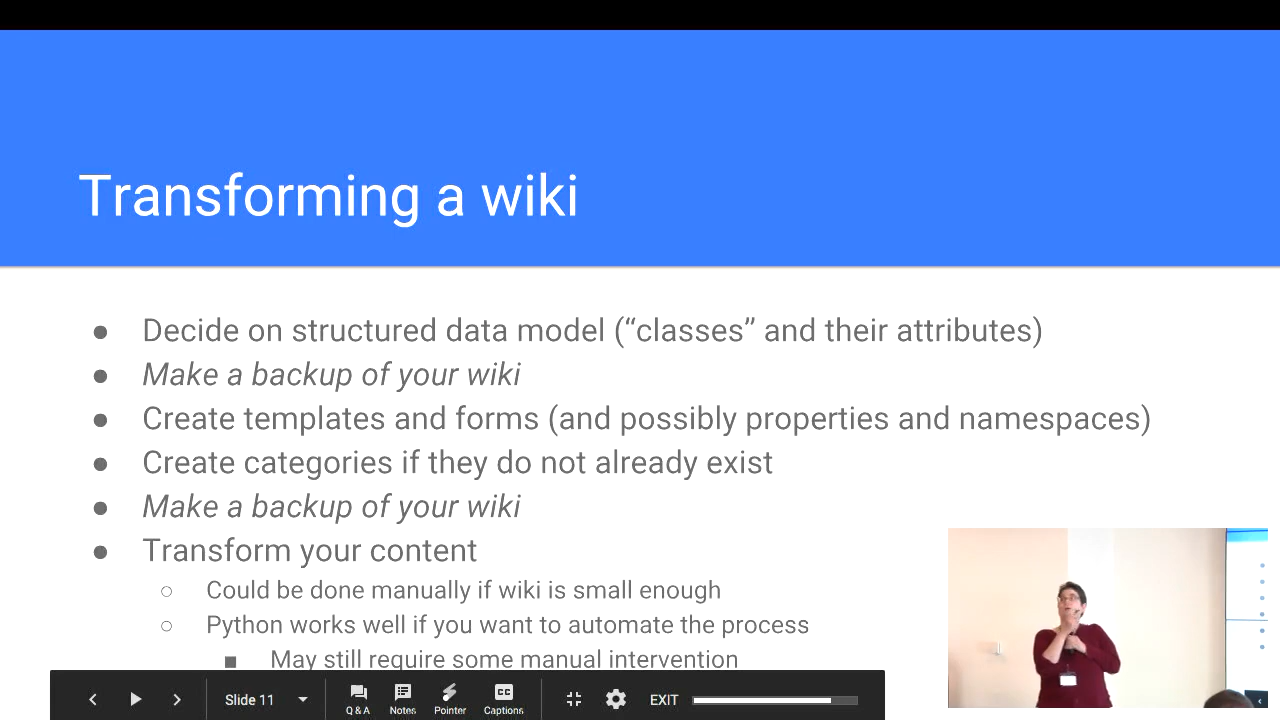 Transforming a wiki
● Decide on structured data model (“classes” and their attributes)
● Make a backup of your wiki
● Create templates and forms (and possibly properties and namespaces)
● Create categories if they do not already exist
● Make a backup of your wiki
● Transform your content
○ Could be done manually if wiki is small enough
○ Python works well if you want to automate the process
■ May still require some manual intervention
Slide 11 Q & A Notes Pointer CC Captions EXIT